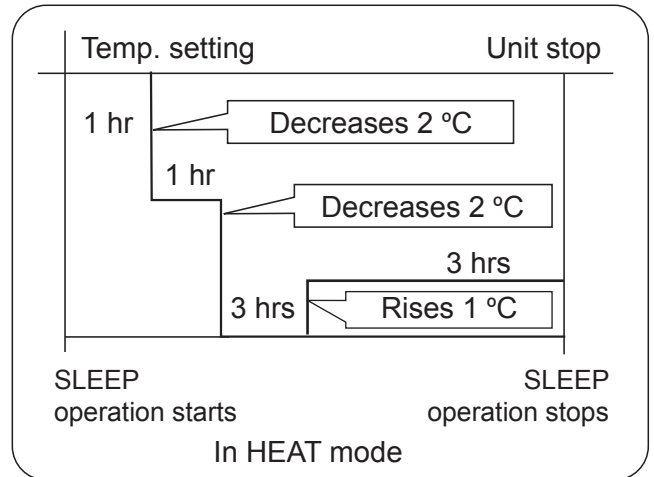 Temp. setting
Unit stop
1 hr
Decreases 2 ºC
1 hr
Decreases 2 ºC
3 hrs
3 hrs
Rises 1 ºC
SLEEP
operation starts
SLEEP
operation stops
In HEAT mode